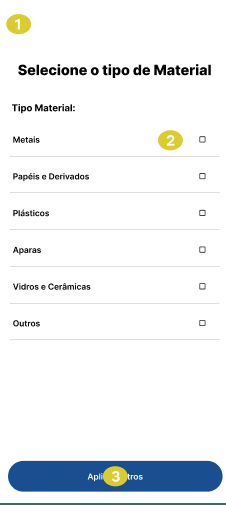 1
Selecione o tipo de Material
Tipo Material:
Metais
2
Papéis e Derivados
Plásticos
Aparas
Vidros e Cerâmicas
Outros
3